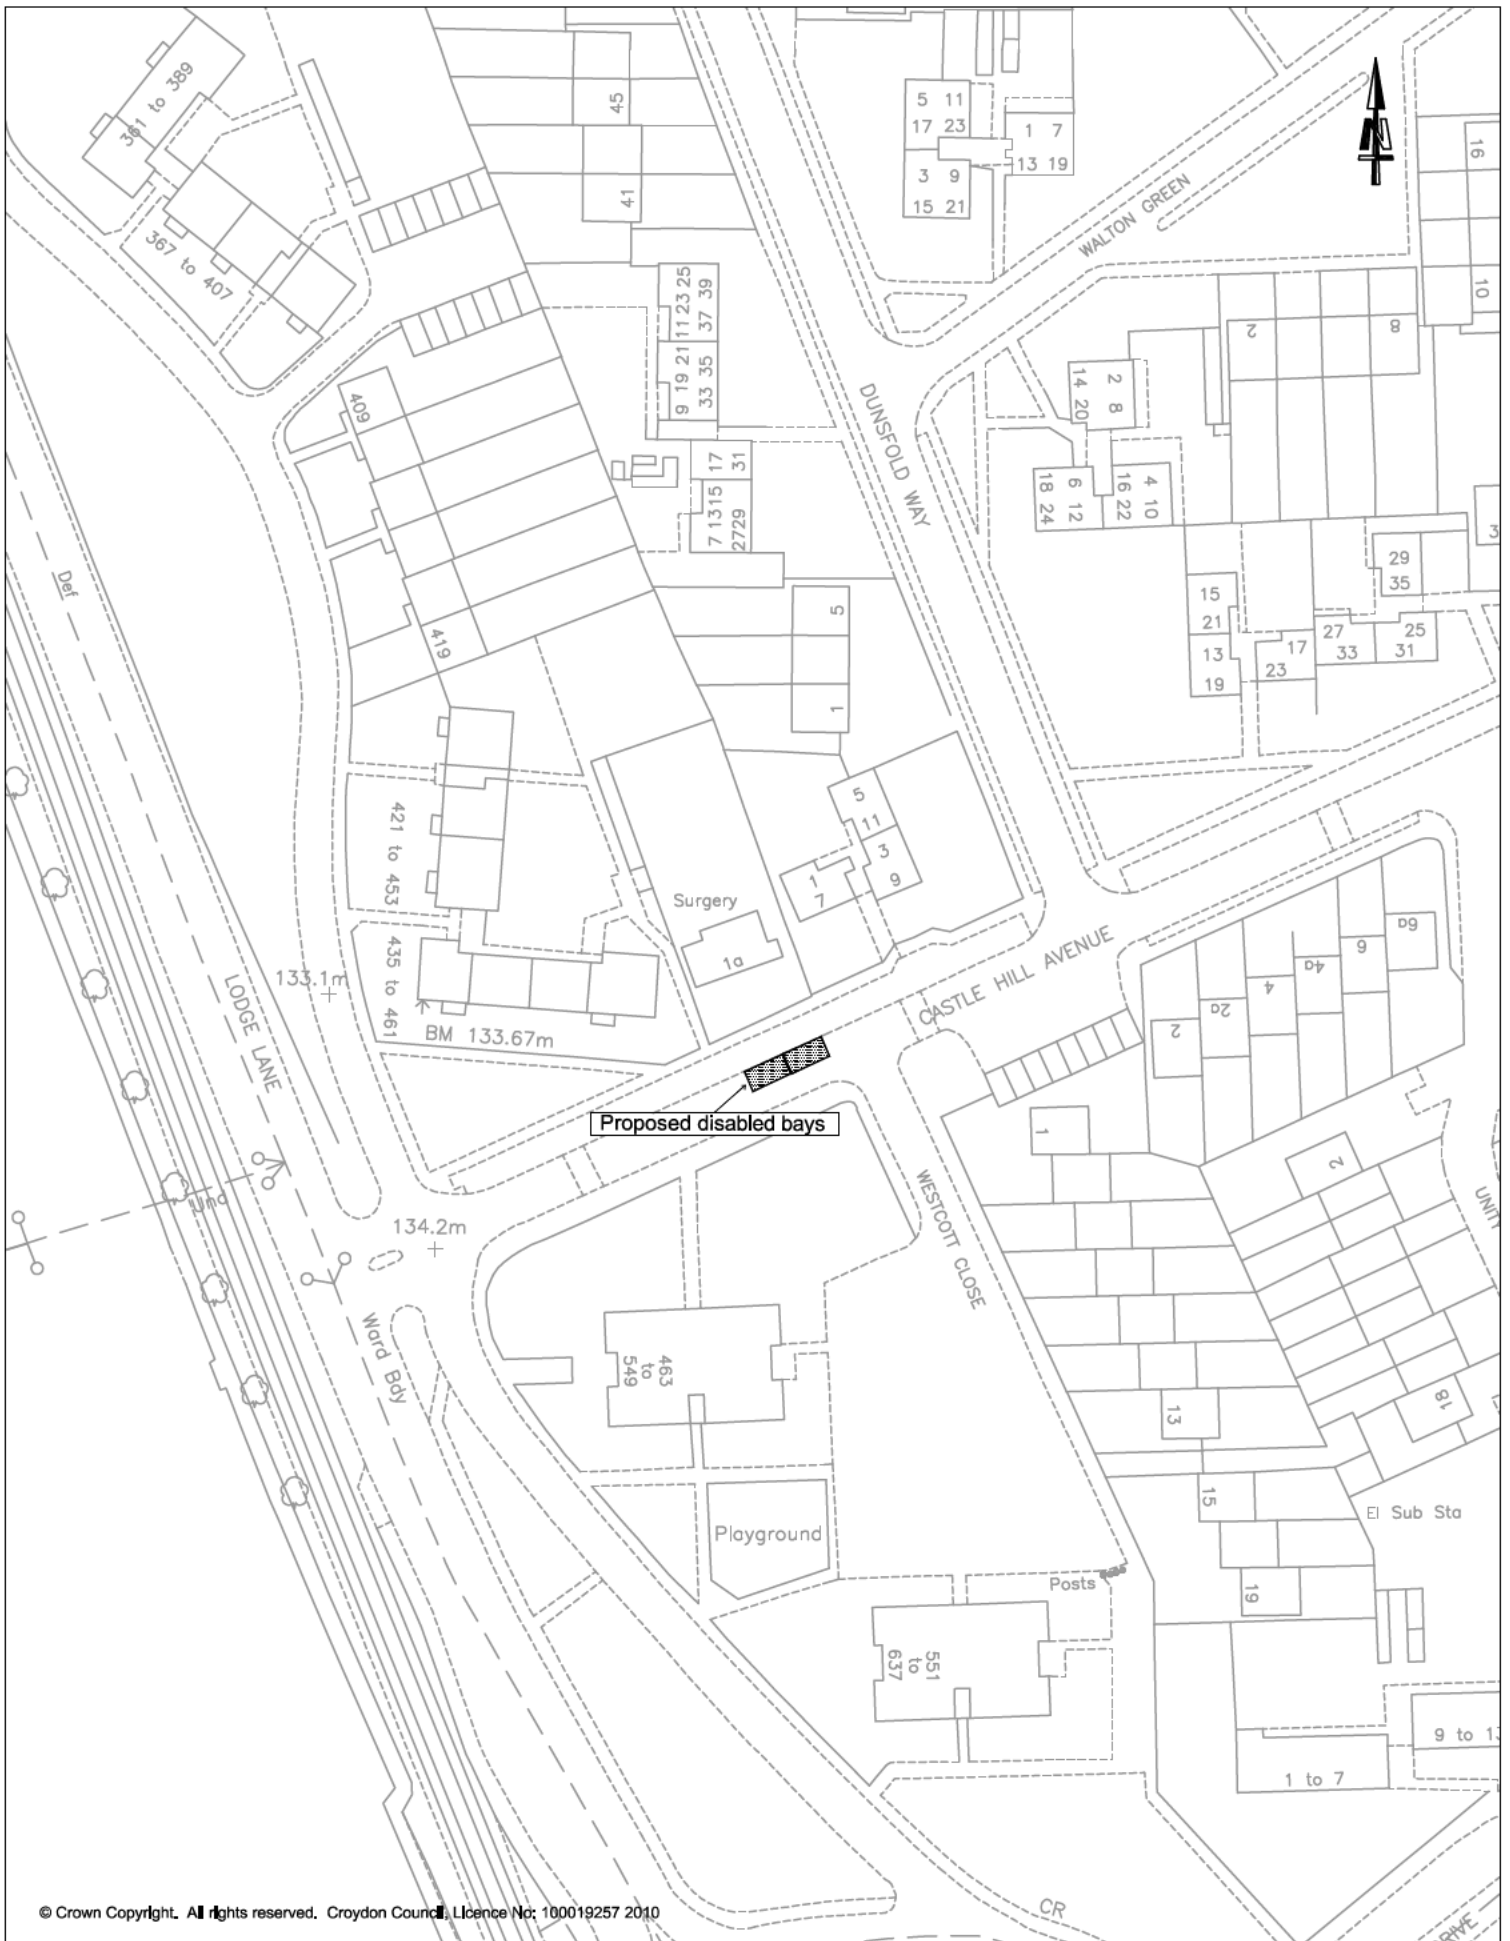 361 to 389
45
5 11
17 23
1 7
13 19
3 9
15 21
N
16
41
WALTON GREEN
367 to 407
10
11 23 25
37 39
9 19 21
33 35
2
8
409
14 20
2 8
DUNSFOLD WAY
17 31
7 13 15
27 29
18 24
6 12
16 22
4 10
3
29
35
Def
15
21
5
419
27
33
25
31
17
23
13
19
1
5
11
421 to 453
3
9
1
7
Surgery
1a
435 to 461
133.1m
BM 133.67m
LODGE LANE
CASTLE HILL AVENUE
6a
6
4a
4
2a
2
Proposed disabled bays
1
2
WESTCOTT CLOSE
UNITY
Und
134.2m
Ward Bdy
463
to
549
13
18
15
El Sub Sta
Playground
Posts
19
551
to
637
9 to 13
1 to 7
CR
RIVE
© Crown Copyright. All rights reserved. Croydon Council, Licence No: 100019257 2010